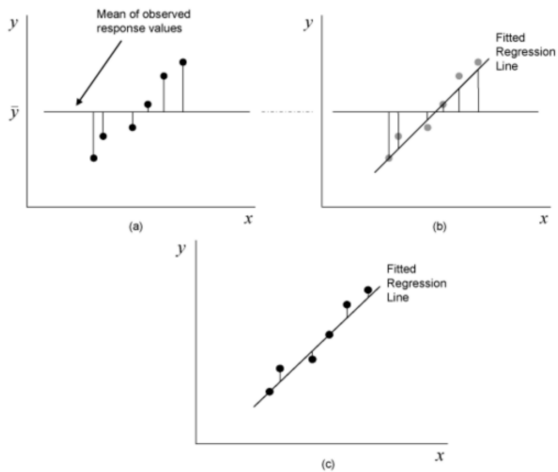 y
Mean of observed
response values
ȳ
x
(a)
y
Fitted
Regression
Line
x
(b)
y
Fitted
Regression
Line
x
(c)